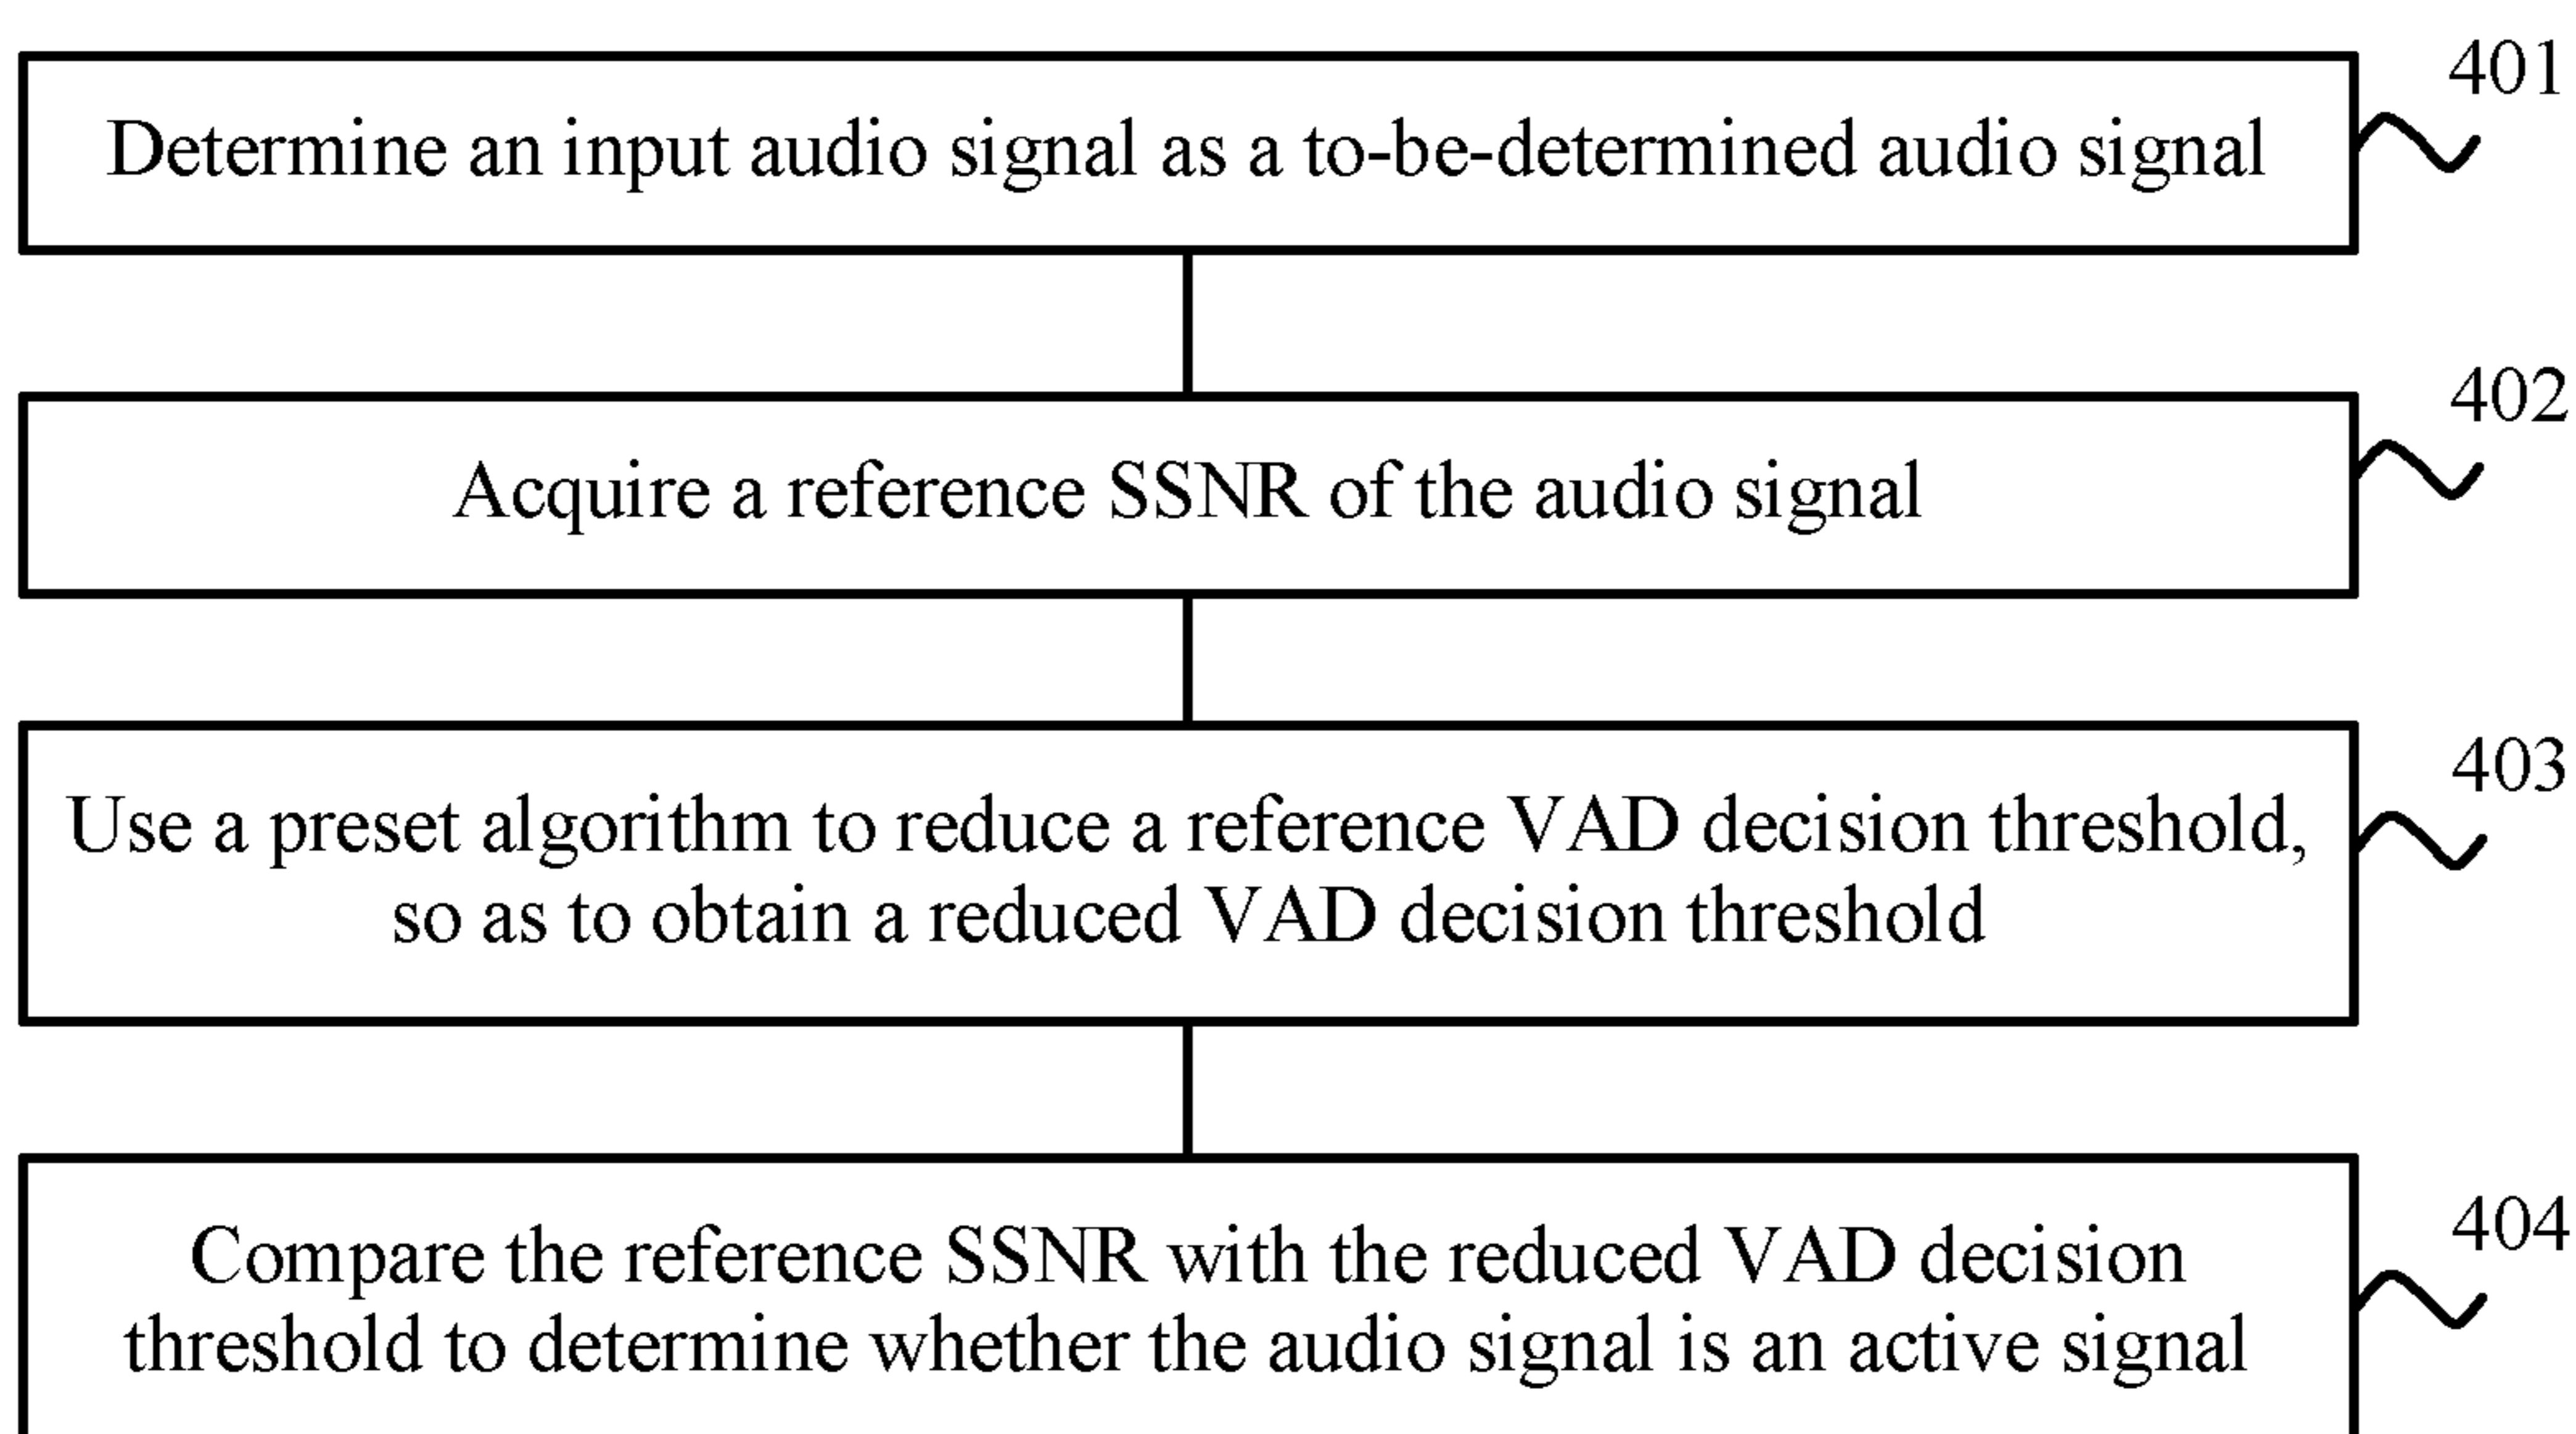 401
Determine an input audio signal as a to-be-determined audio signal
402
Acquire a reference SSNR of the audio signal
403
Use a preset algorithm to reduce a reference VAD decision threshold,
so as to obtain a reduced VAD decision threshold
404
Compare the reference SSNR with the reduced VAD decision
threshold to determine whether the audio signal is an active signal